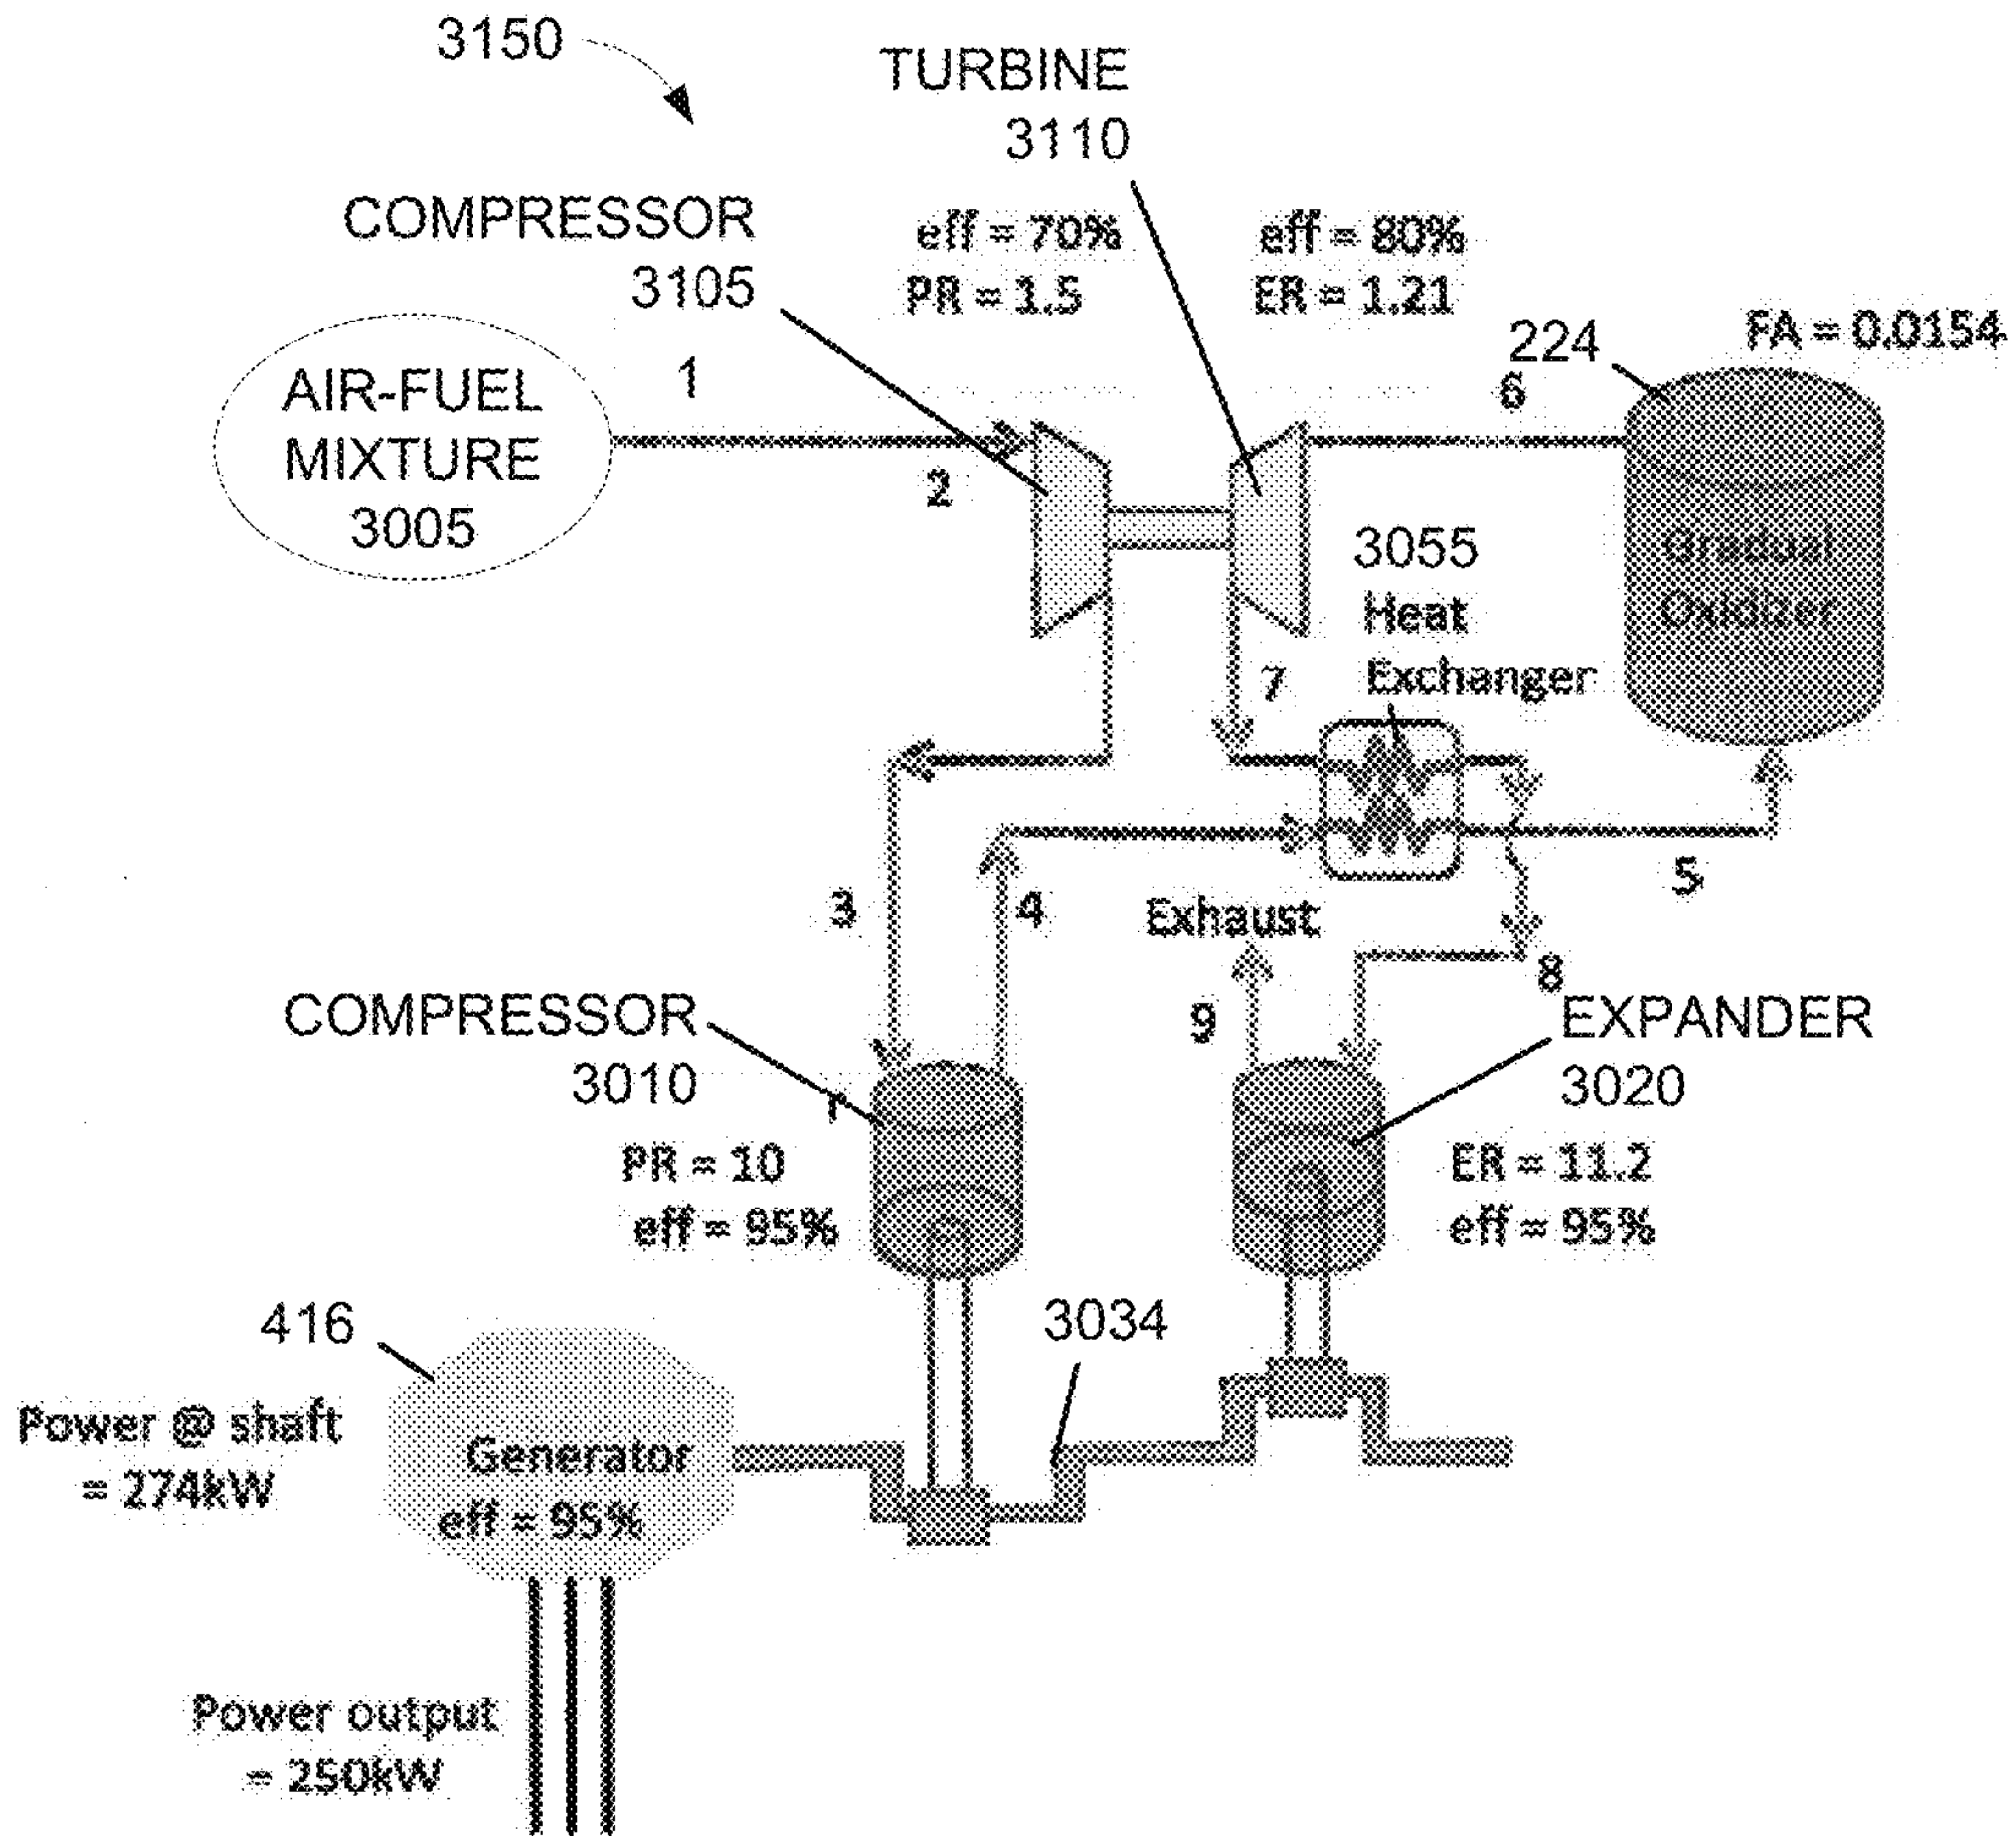 3150
TURBINE
3110
COMPRESSOR
3105
eff = 70%
PR = 1.5
eff = 80%
ER = 1.21
224
FA = 0.0154
AIR-FUEL
MIXTURE
3005
1
2
6
3055
Heat
Exchanger
Gradual
Oxidizer
7
3
4
5
Exhaust
8
9
COMPRESSOR
3010
r
PR = 10
eff = 95%
EXPANDER
3020
ER = 11.2
eff = 95%
416
3034
Power @ shaft
= 274kW
Generator
eff = 95%
Power output
= 250kW